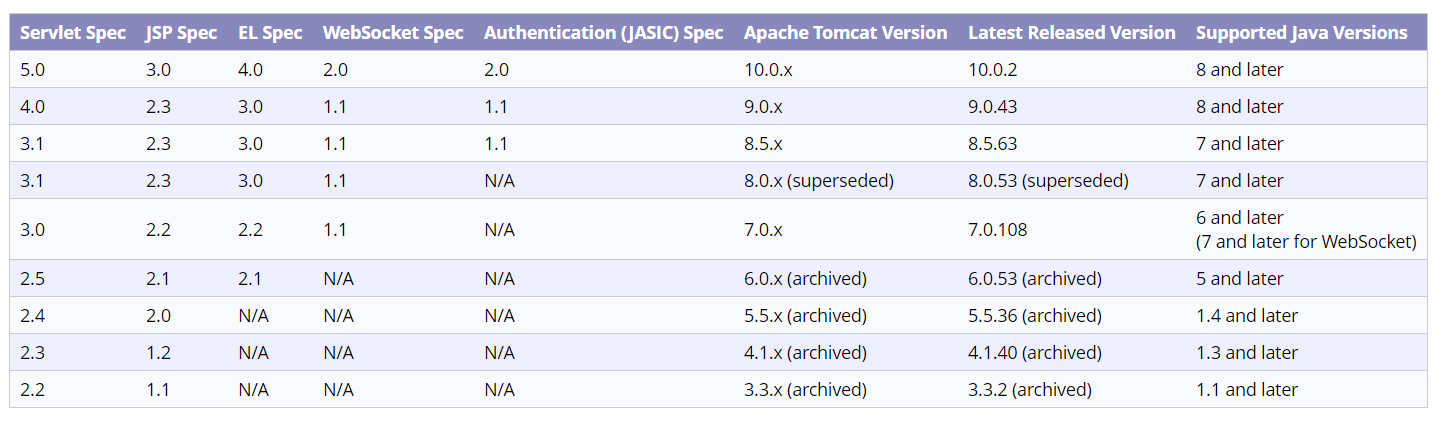 Servlet Spec JSP Spec EL Spec WebSocket Spec Authentication (JASIC) Spec Apache Tomcat Version Latest Released Version Supported Java Versions
5.0 3.0 4.0 2.0 2.0 10.0.x 10.0.2 8 and later
4.0 2.3 3.0 1.1 1.1 9.0.x 9.0.43 8 and later
3.1 2.3 3.0 1.1 1.1 8.5.x 8.5.63 7 and later
3.1 2.3 3.0 1.1 N/A 8.0.x (superseded) 8.0.53 (superseded) 7 and later
3.0 2.2 2.2 1.1 N/A 7.0.x 7.0.108 6 and later
(7 and later for WebSocket)
2.5 2.1 2.1 N/A N/A 6.0.x (archived) 6.0.53 (archived) 5 and later
2.4 2.0 N/A N/A N/A 5.5.x (archived) 5.5.36 (archived) 1.4 and later
2.3 1.2 N/A N/A N/A 4.1.x (archived) 4.1.40 (archived) 1.3 and later
2.2 1.1 N/A N/A N/A 3.3.x (archived) 3.3.2 (archived) 1.1 and later